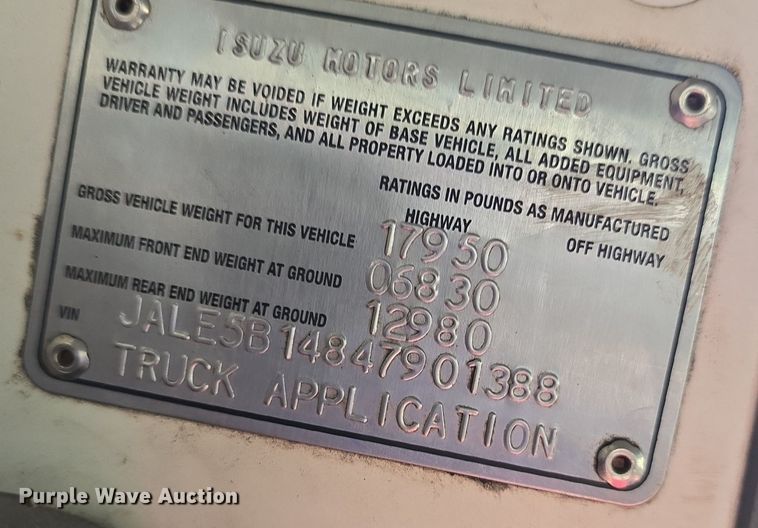 ISUZU MOTORS LIMITED
WARRANTY MAY BE VOIDED IF WEIGHT EXCEEDS ANY RATINGS SHOWN. GROSS
VEHICLE WEIGHT INCLUDES WEIGHT OF BASE VEHICLE, ALL ADDED EQUIPMENT,
DRIVER AND PASSENGERS, AND ALL PROPERTY LOADED INTO OR ONTO VEHICLE.
RATINGS IN POUNDS AS MANUFACTURED
HIGHWAY OFF HIGHWAY
GROSS VEHICLE WEIGHT FOR THIS VEHICLE 17950
MAXIMUM FRONT END WEIGHT AT GROUND 06830
MAXIMUM REAR END WEIGHT AT GROUND 12980
VIN JALE5B14847901388
TRUCK APPLICATION
Purple Wave Auction